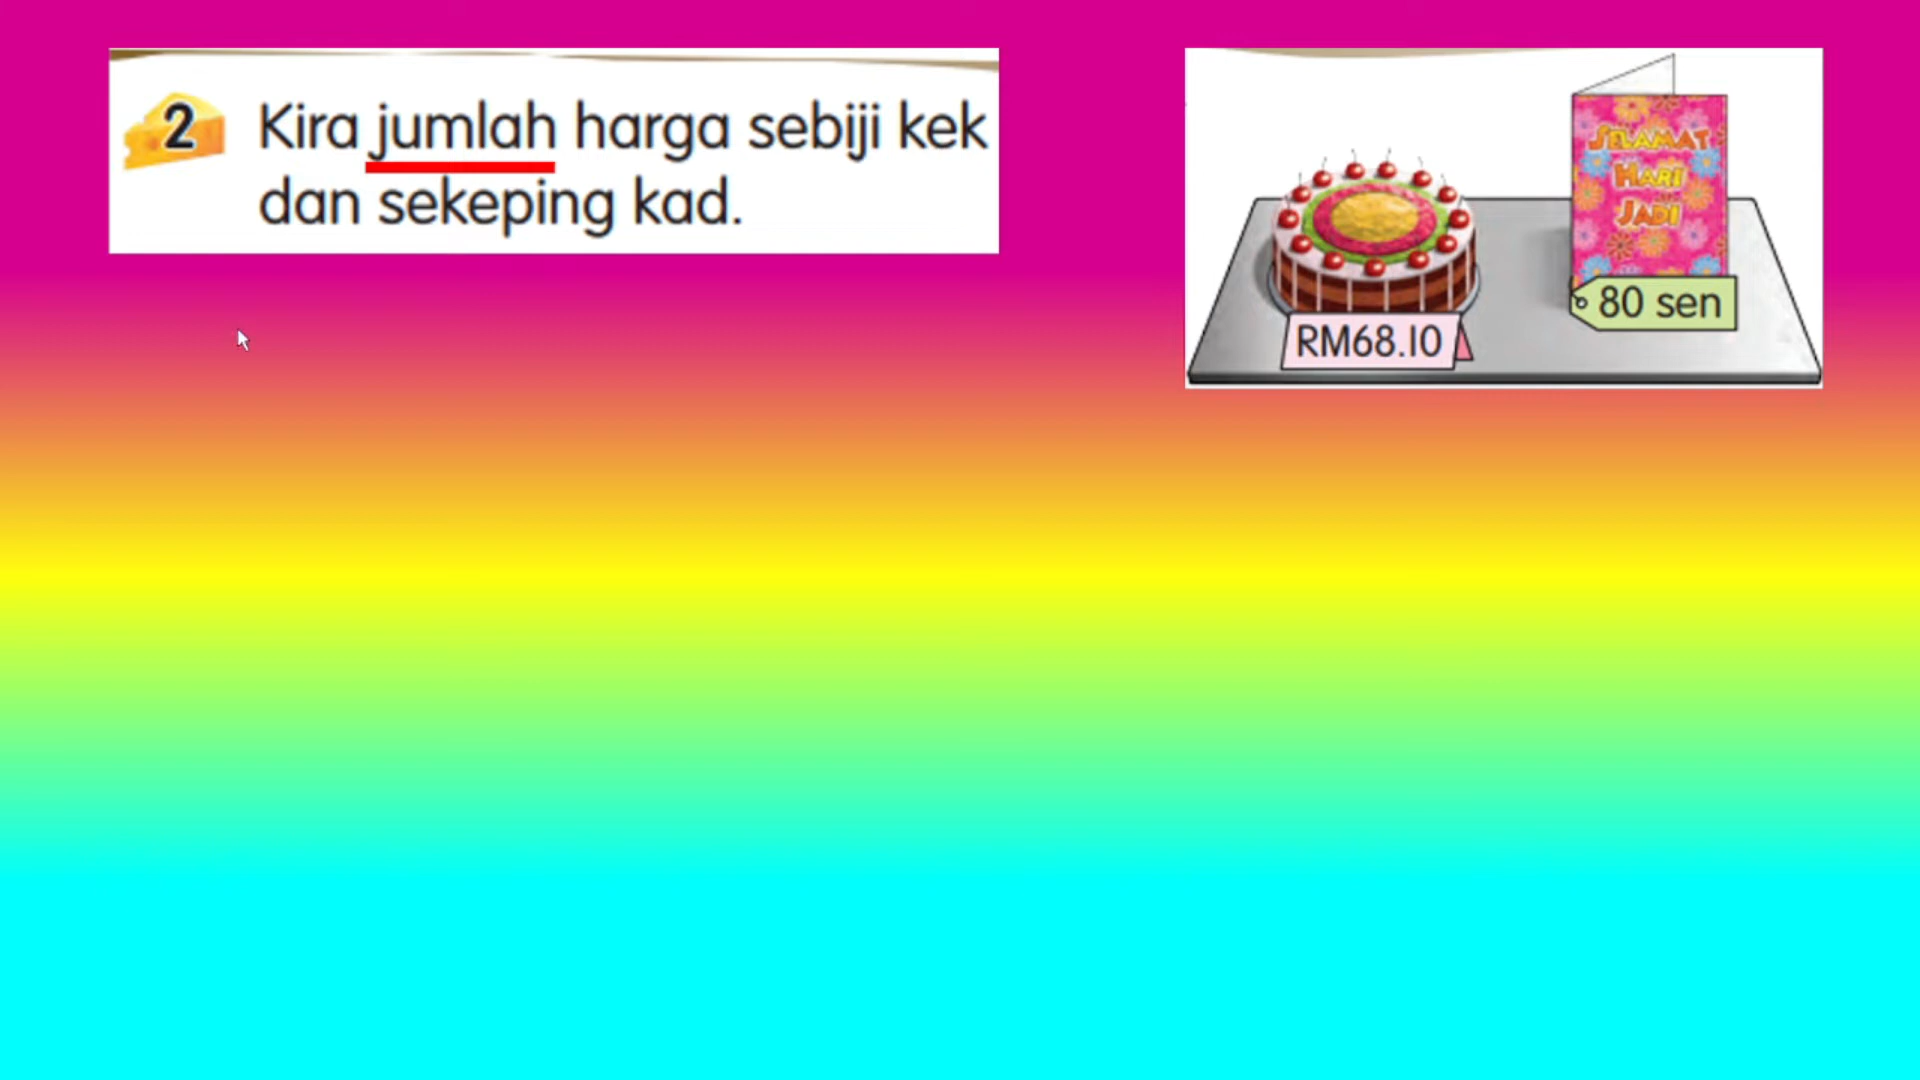 2 Kira jumlah harga sebiji kek
dan sekeping kad.
SELAMAT
HARI
JADI
80 sen
RM68.10